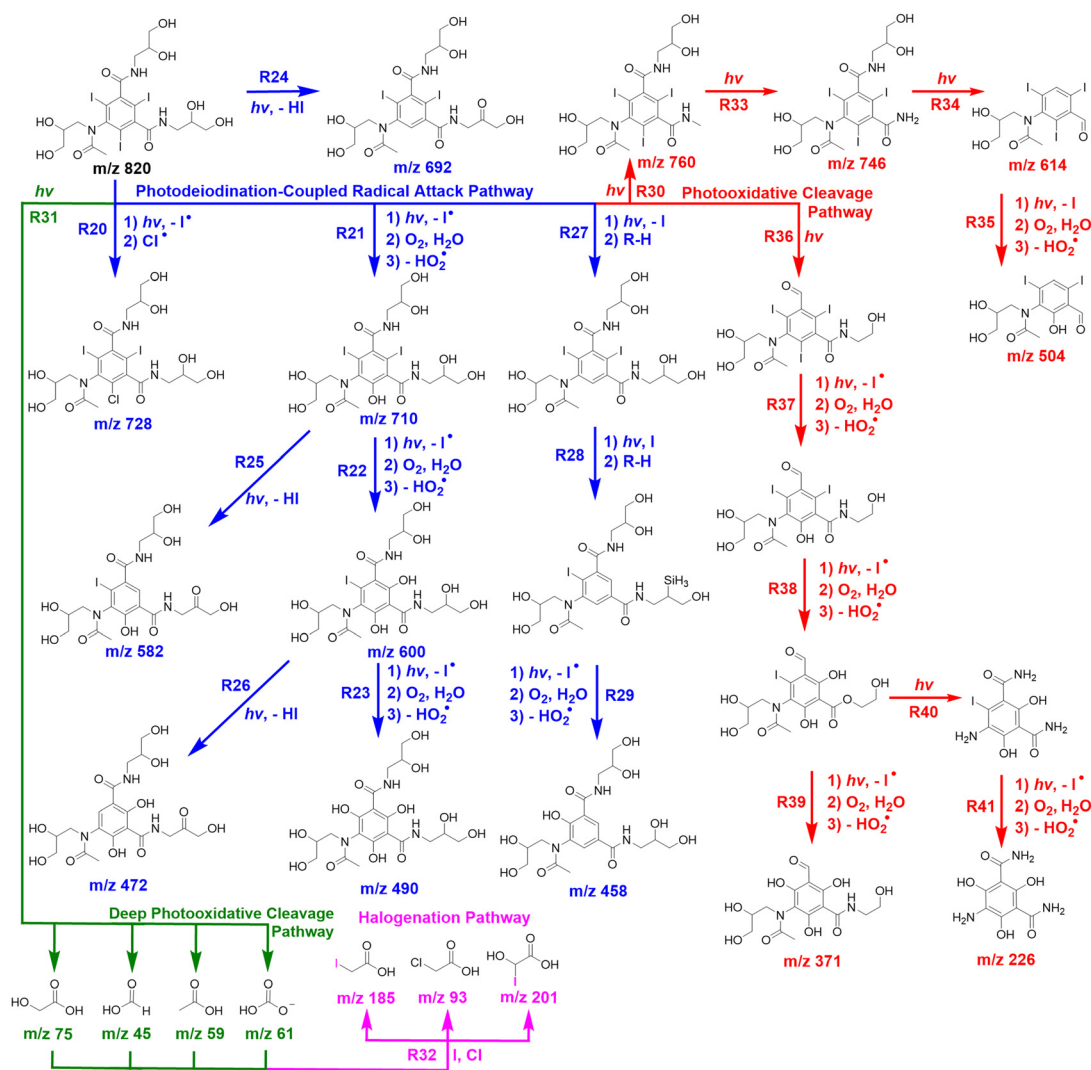 R24
hv, - HI
hv
R33
hv
R34
m/z 820
m/z 692
m/z 760
m/z 746
m/z 614
hv
R31
Photodeiodination-Coupled Radical Attack Pathway
hv
R30
Photooxidative Cleavage
Pathway
R20
1) hv, - I•
2) Cl•
R21
1) hv, - I•
2) O2, H2O
3) - HO2•
R27
1) hv, - I
2) R-H
R36
hv
R35
1) hv, - I
2) O2, H2O
3) - HO2•
m/z 504
m/z 728
m/z 710
R37
1) hv, - I•
2) O2, H2O
3) - HO2•
R25
hv, - HI
R22
1) hv, - I•
2) O2, H2O
3) - HO2•
R28
1) hv, I
2) R-H
SiH3
R38
1) hv, - I•
2) O2, H2O
3) - HO2•
m/z 582
m/z 600
R26
hv, - HI
R23
1) hv, - I•
2) O2, H2O
3) - HO2•
1) hv, - I•
2) O2, H2O
3) - HO2•
R29
hv
R40
R39
1) hv, - I•
2) O2, H2O
3) - HO2•
R41
1) hv, - I•
2) O2, H2O
3) - HO2•
m/z 472
m/z 490
m/z 458
m/z 371
m/z 226
Deep Photooxidative Cleavage
Pathway
Halogenation Pathway
m/z 75
m/z 45
m/z 59
m/z 61
m/z 185
m/z 93
m/z 201
R32
I, Cl